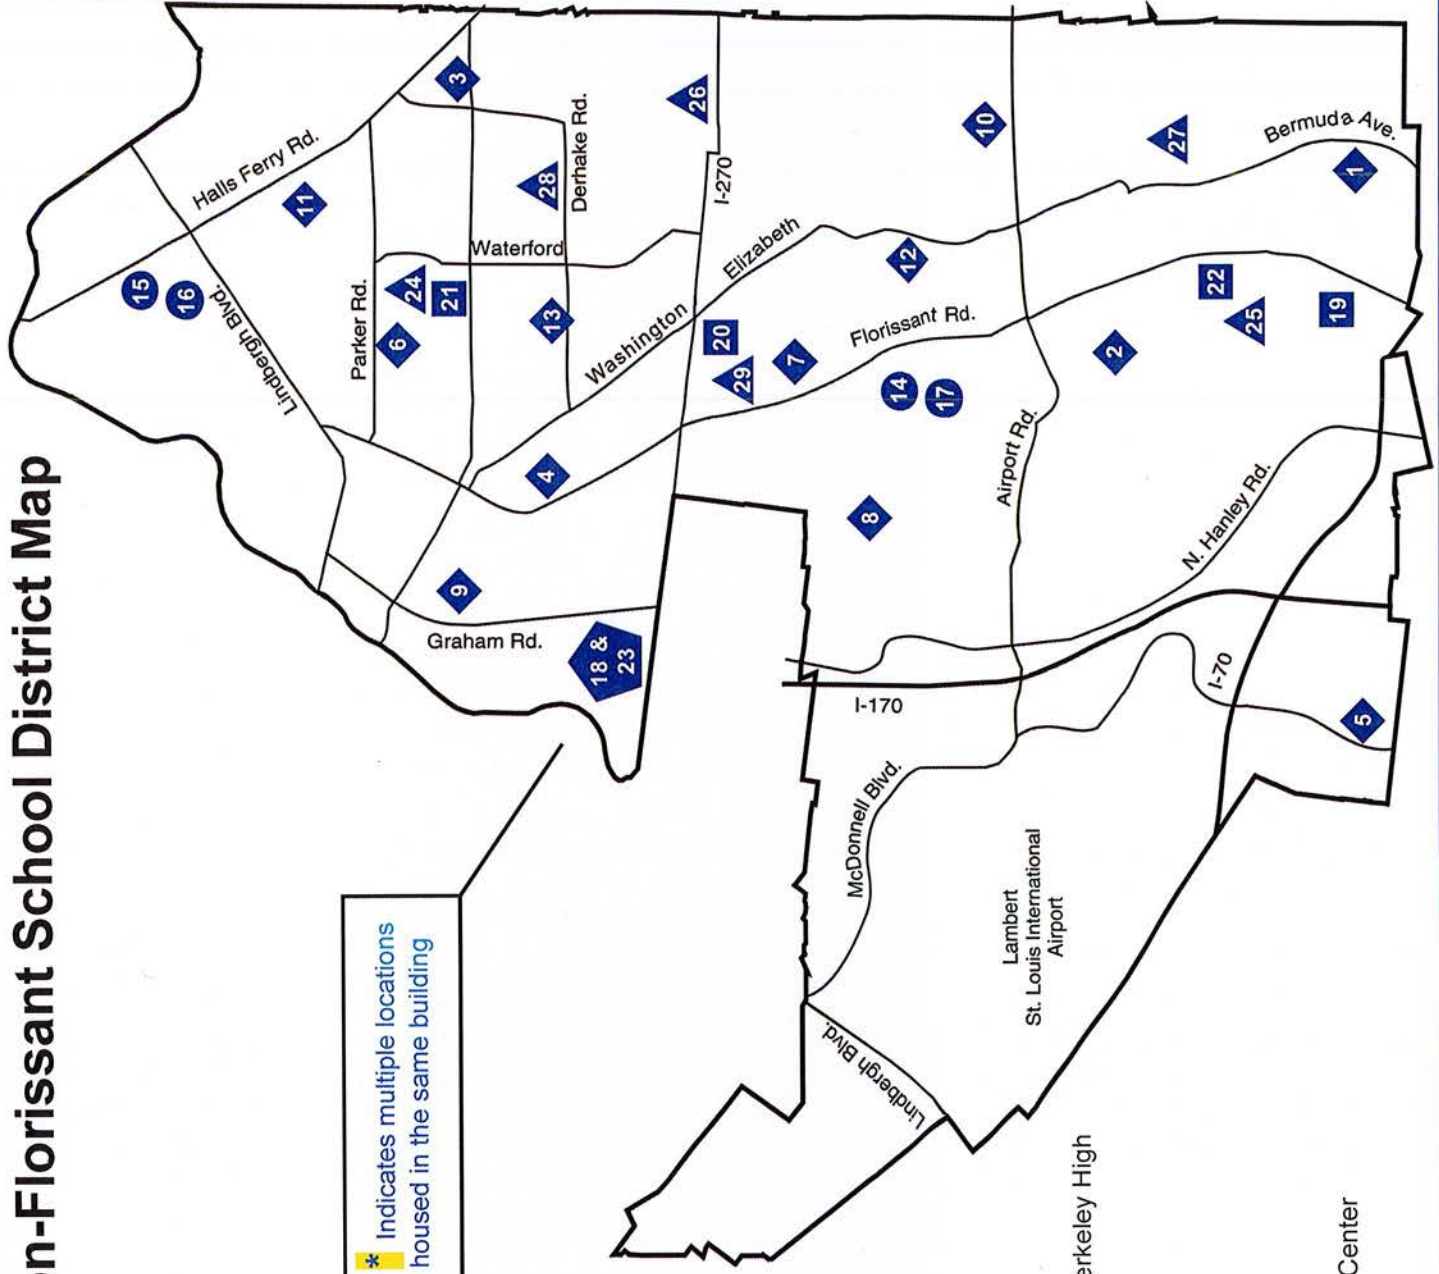 n-Florissant School District Map
* Indicates multiple locations
housed in the same building
15
16
11
Halls Ferry Rd.
Lindbergh Blvd.
3
Parker Rd.
24
21
6
Waterford
28
Derhake Rd.
13
26
I-270
4
9
Graham Rd.
18 &
23
Washington
Elizabeth
20
29
7
Florissant Rd.
12
10
14
17
8
Airport Rd.
27
Bermuda Ave.
1
22
25
19
2
N. Hanley Rd.
I-170
I-70
5
McDonnell Blvd.
Lindbergh Blvd.
Lambert
St. Louis International
Airport
erkeley High
Center